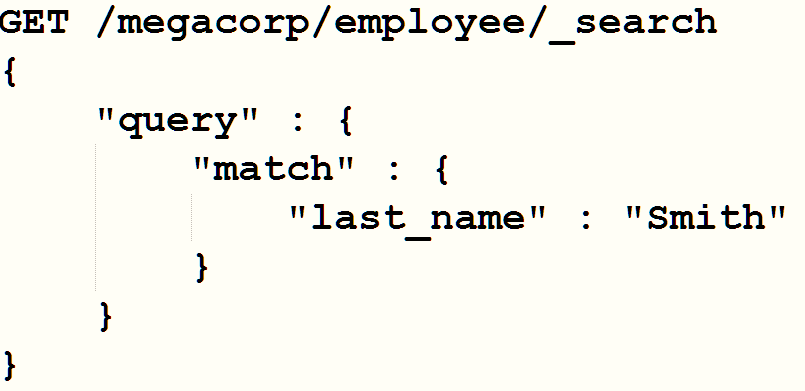 GET /megacorp/employee/_search
{
    "query" : {
        "match" : {
            "last_name" : "Smith"
        }
    }
}